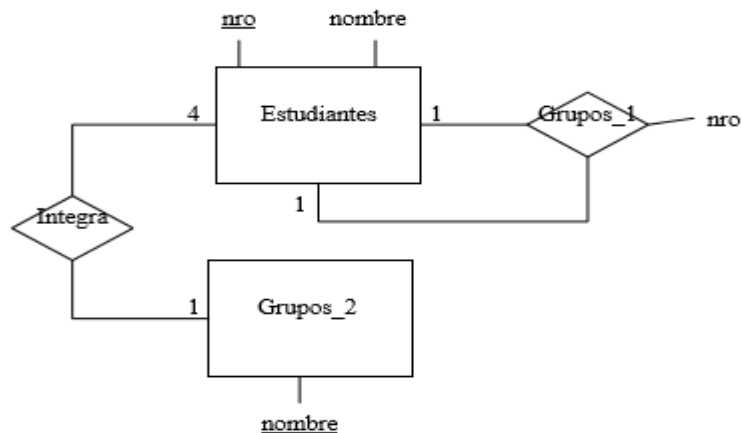 nro
nombre
4
Estudiantes
1
Grupos_1
nro
1
Integra
1
Grupos_2
nombre